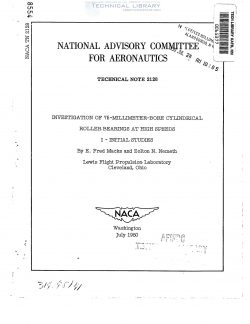 TECHNICAL LIBRARY
8554
NATIONAL ADVISORY COMMITTEE
FOR AERONAUTICS
TECHNICAL NOTE 2128
INVESTIGATION OF 75-MILLIMETER-BORE CYLINDRICAL
ROLLER BEARINGS AT HIGH SPEEDS
I - INITIAL STUDIES
By E. Fred Macks and Zolton N. Nemeth
Lewis Flight Propulsion Laboratory
Cleveland, Ohio
NACA
Washington
July 1950